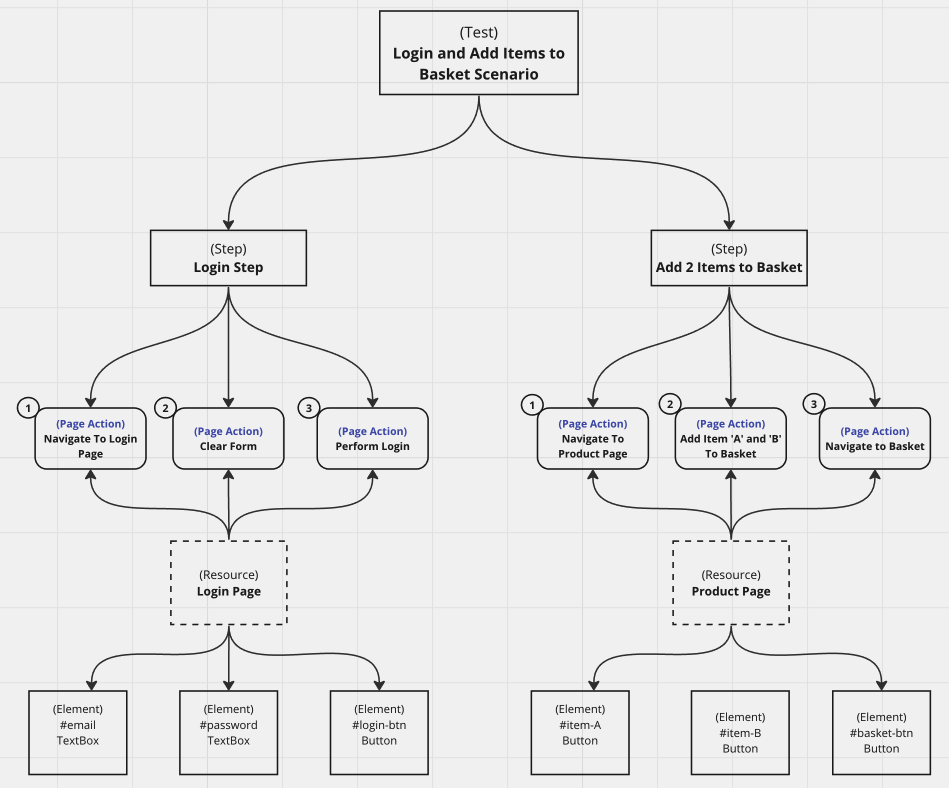 (Test)
Login and Add Items to
Basket Scenario
(Step)
Login Step
(Step)
Add 2 Items to Basket
1
(Page Action)
Navigate To Login
Page
2
(Page Action)
Clear Form
3
(Page Action)
Perform Login
1
(Page Action)
Navigate To
Product Page
2
(Page Action)
Add Item 'A' and 'B'
To Basket
3
(Page Action)
Navigate to Basket
(Resource)
Login Page
(Resource)
Product Page
(Element)
#email
TextBox
(Element)
#password
TextBox
(Element)
#login-btn
Button
(Element)
#item-A
Button
(Element)
#item-B
Button
(Element)
#basket-btn
Button